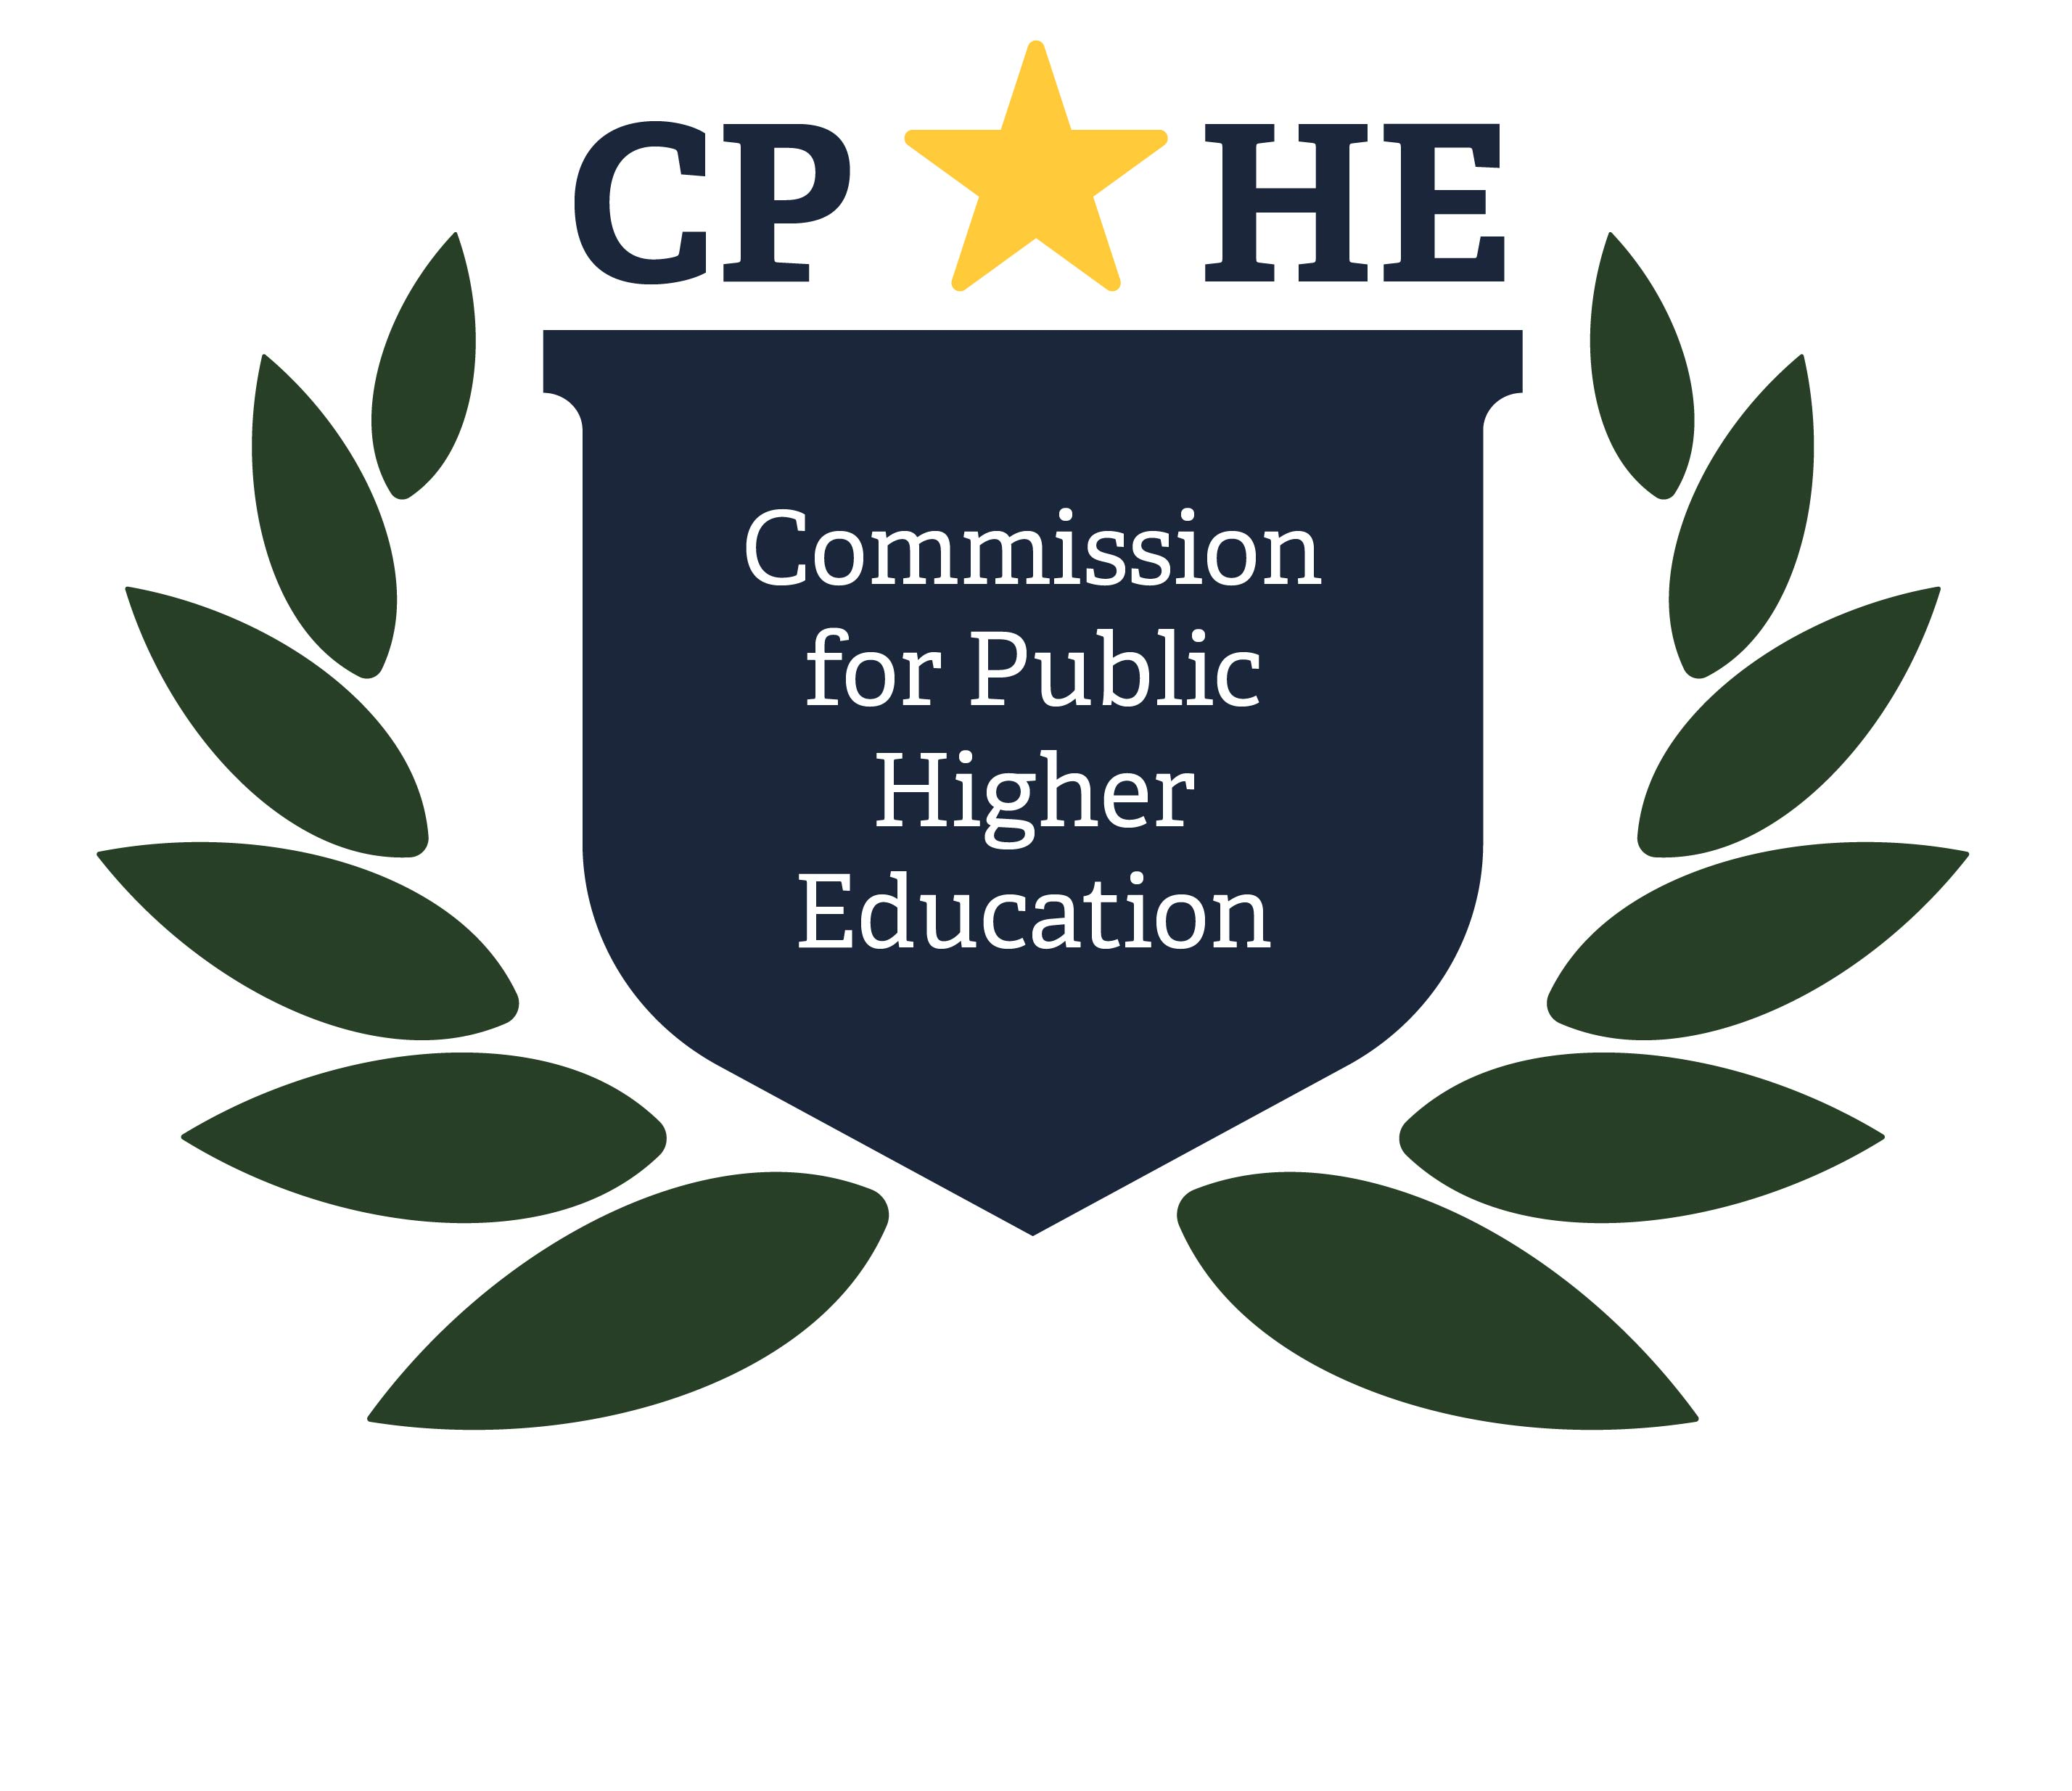 CP HE
Commission
for Public
Higher
Education